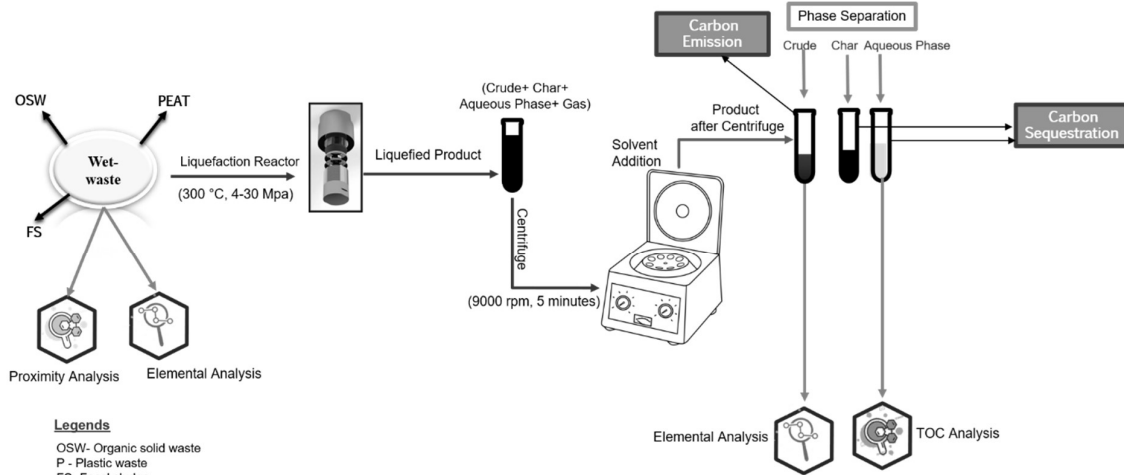 Phase Separation
Carbon
Emission
Crude
Char
Aqueous Phase
(Crude+ Char+
Aqueous Phase+ Gas)
OSW
PEAT
Product
after Centrifuge
Carbon
Sequestration
Wet-
waste
Liquefaction Reactor
(300 °C, 4-30 Mpa)
Liquefied Product
Solvent
Addition
FS
Centrifuge
(9000 rpm, 5 minutes)
Proximity Analysis
Elemental Analysis
Elemental Analysis
TOC Analysis
Legends
OSW- Organic solid waste
P - Plastic waste